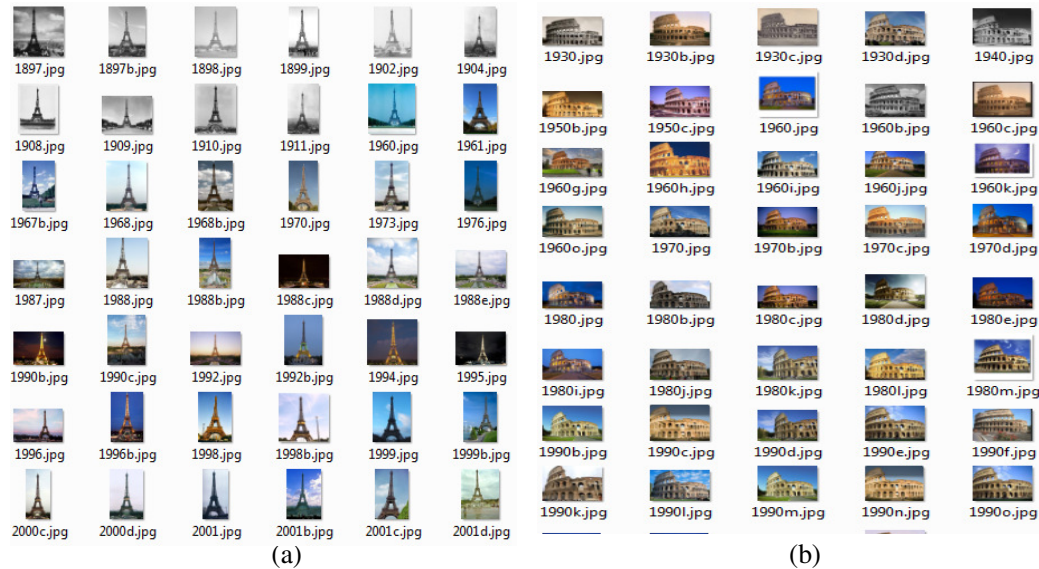 1897.jpg 1897b.jpg 1898.jpg 1899.jpg 1902.jpg 1904.jpg
1908.jpg 1909.jpg 1910.jpg 1911.jpg 1960.jpg 1961.jpg
1967b.jpg 1968.jpg 1968b.jpg 1970.jpg 1973.jpg 1976.jpg
1987.jpg 1988.jpg 1988b.jpg 1988c.jpg 1988d.jpg 1988e.jpg
1990b.jpg 1990c.jpg 1992.jpg 1992b.jpg 1994.jpg 1995.jpg
1996.jpg 1996b.jpg 1998.jpg 1998b.jpg 1999.jpg 1999b.jpg
2000c.jpg 2000d.jpg 2001.jpg 2001b.jpg 2001c.jpg 2001d.jpg
(a)
1930.jpg 1930b.jpg 1930c.jpg 1930d.jpg 1940.jpg
1950b.jpg 1950c.jpg 1960.jpg 1960b.jpg 1960c.jpg
1960g.jpg 1960h.jpg 1960i.jpg 1960j.jpg 1960k.jpg
1960o.jpg 1970.jpg 1970b.jpg 1970c.jpg 1970d.jpg
1980.jpg 1980b.jpg 1980c.jpg 1980d.jpg 1980e.jpg
1980i.jpg 1980j.jpg 1980k.jpg 1980l.jpg 1980m.jpg
1990b.jpg 1990c.jpg 1990d.jpg 1990e.jpg 1990f.jpg
1990k.jpg 1990l.jpg 1990m.jpg 1990n.jpg 1990o.jpg
(b)